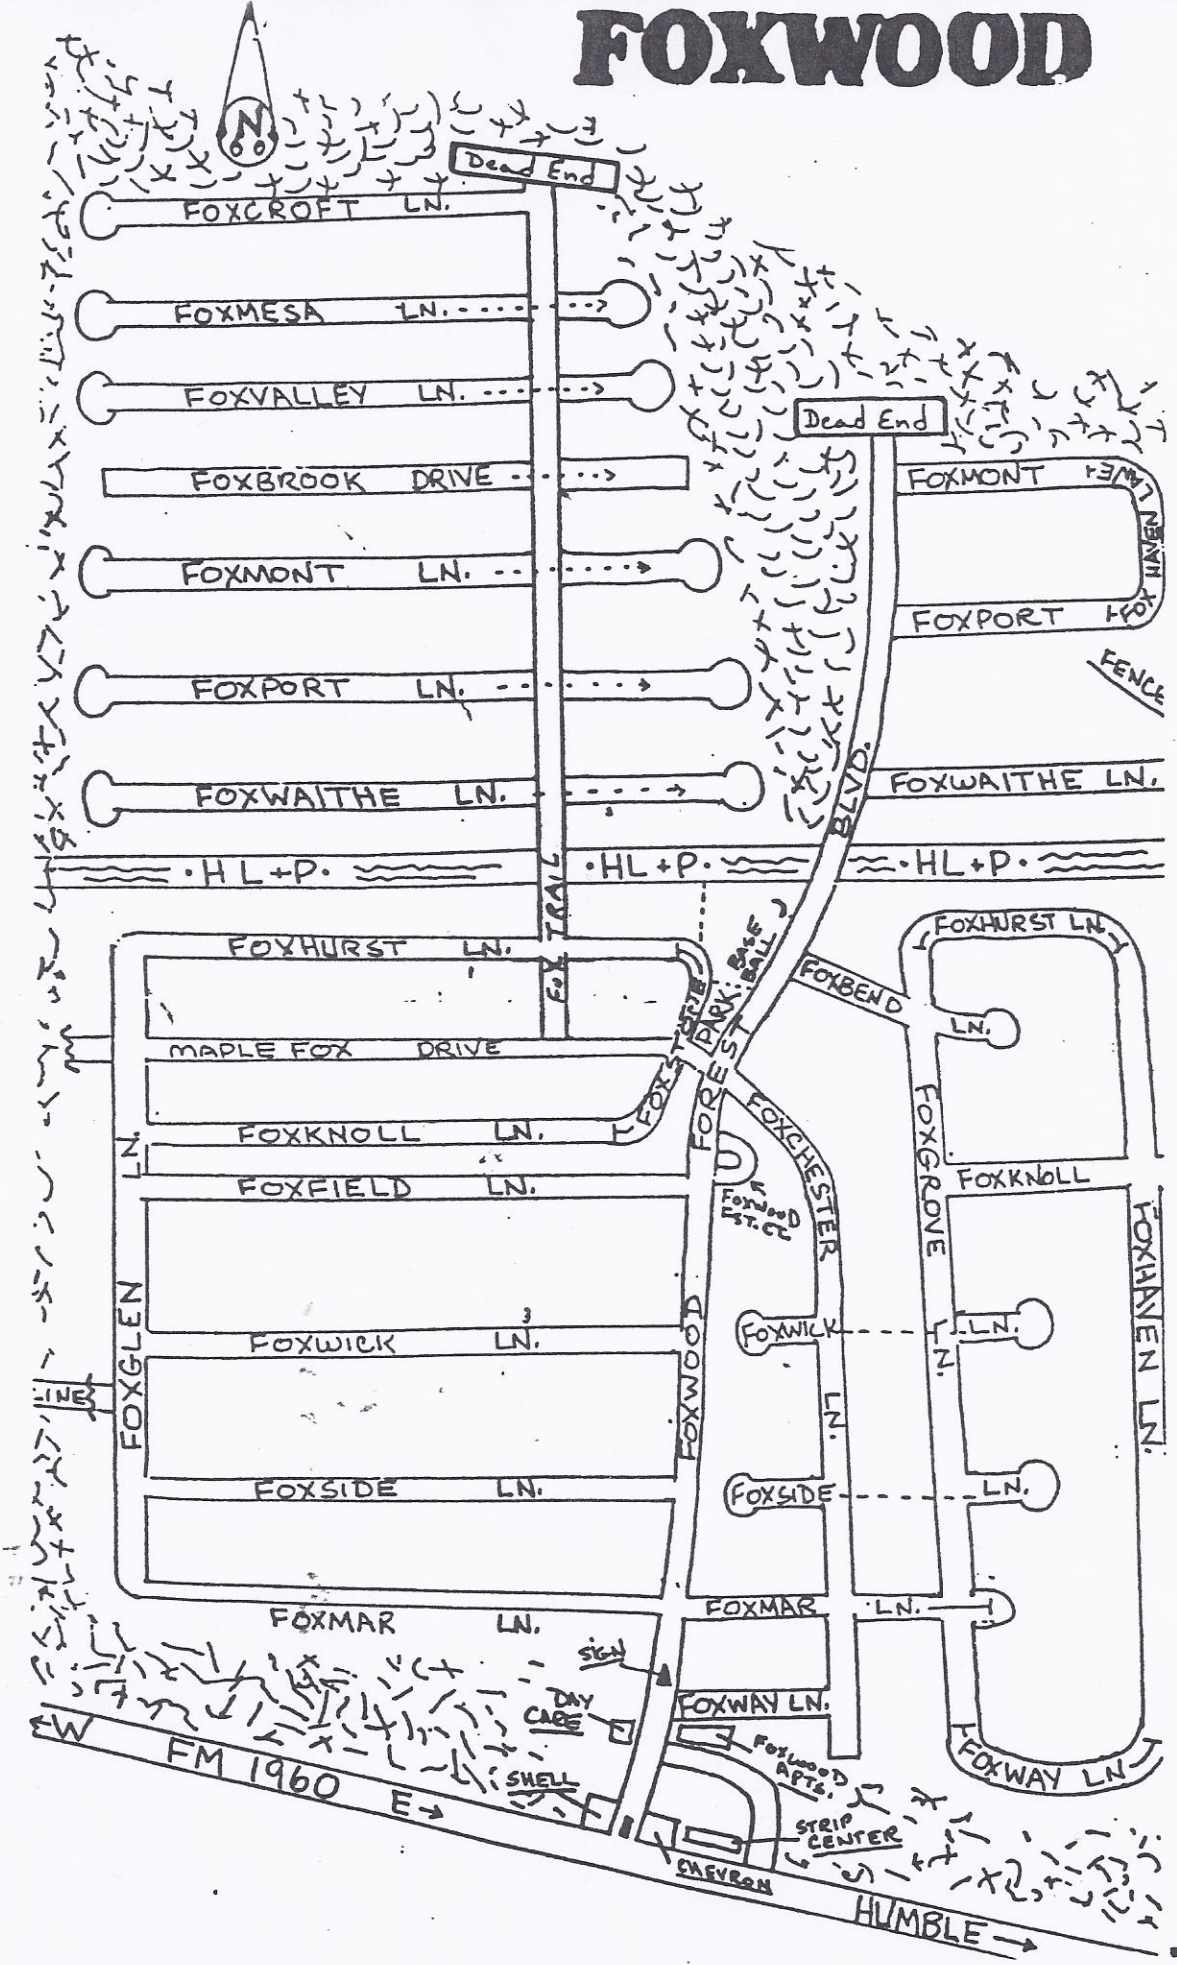 FOXWOOD
N
Dead End
FOXCROFT LN.
FOXMESA LN.
FOXVALLEY LN.
Dead End
FOXBROOK DRIVE
FOXMONT
LANE
FOXHAVEN
FOXMONT LN.
FOXPORT
FENCE
FOXPORT LN.
FOXWAITHE LN.
FOXWAITHE LN.
BLVD.
HL+P. HL+P. HL+P.
FOX TRAIL
FOXHURST LN.
FOXHURST LN.
BASE
BALL
PARK
FOXBEND LN.
MAPLE FOX DRIVE
FOXSTONE
FOREST
FOXKNOLL LN.
FOXCHESTER LN.
FOXGROVE LN.
FOXKNOLL
FOXFIELD LN.
FOXWOOD
EST. CT.
FOXHAVEN LN.
FOXGLEN LN.
FOXWOOD
FOXWICK LN.
FOXWICK LN.
LINE
FOXSIDE LN.
FOXSIDE LN.
FOXMAR LN.
FOXMAR LN.
SIGN
FOXWAY LN.
DAY
CARE
FOXWOOD
APTS.
FOXWAY LN
←W FM 1960 E→
SHELL
STRIP
CENTER
CHEVRON
HUMBLE →